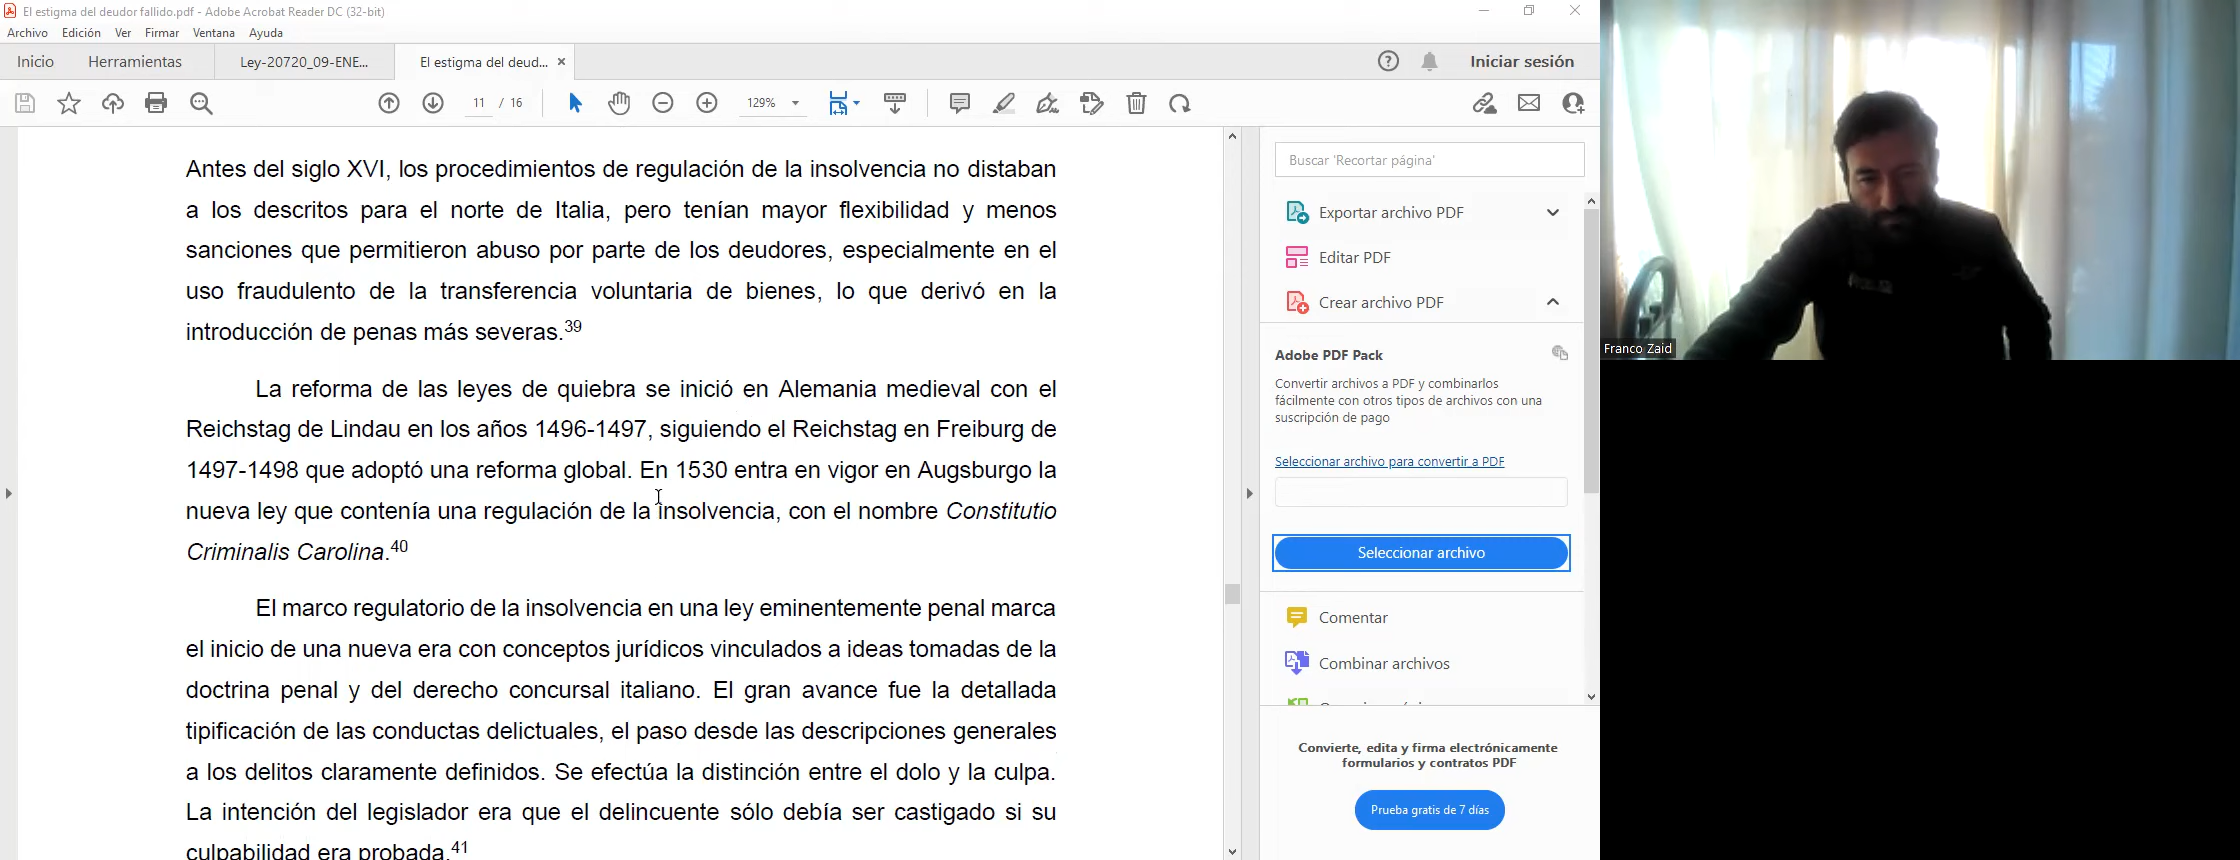 El estigma del deudor fallido.pdf - Adobe Acrobat Reader DC (32-bit)
Archivo Edición Ver Firmar Ventana Ayuda
Inicio Herramientas Ley-20720_09-ENE... El estigma del deud... × Iniciar sesión
11 / 16 129%
Antes del siglo XVI, los procedimientos de regulación de la insolvencia no distaban
a los descritos para el norte de Italia, pero tenían mayor flexibilidad y menos
sanciones que permitieron abuso por parte de los deudores, especialmente en el
uso fraudulento de la transferencia voluntaria de bienes, lo que derivó en la
introducción de penas más severas.39
La reforma de las leyes de quiebra se inició en Alemania medieval con el
Reichstag de Lindau en los años 1496-1497, siguiendo el Reichstag en Freiburg de
1497-1498 que adoptó una reforma global. En 1530 entra en vigor en Augsburgo la
nueva ley que contenía una regulación de la insolvencia, con el nombre Constitutio
Criminalis Carolina.40
El marco regulatorio de la insolvencia en una ley eminentemente penal marca
el inicio de una nueva era con conceptos jurídicos vinculados a ideas tomadas de la
doctrina penal y del derecho concursal italiano. El gran avance fue la detallada
tipificación de las conductas delictuales, el paso desde las descripciones generales
a los delitos claramente definidos. Se efectúa la distinción entre el dolo y la culpa.
La intención del legislador era que el delincuente sólo debía ser castigado si su
culpabilidad era probada.41
Buscar 'Recortar página'
Exportar archivo PDF
Editar PDF
Crear archivo PDF
Adobe PDF Pack
Convertir archivos a PDF y combinarlos
fácilmente con otros tipos de archivos con una
suscripción de pago
Seleccionar archivo para convertir a PDF
Seleccionar archivo
Comentar
Combinar archivos
Convierte, edita y firma electrónicamente
formularios y contratos PDF
Prueba gratis de 7 días
Franco Zaid